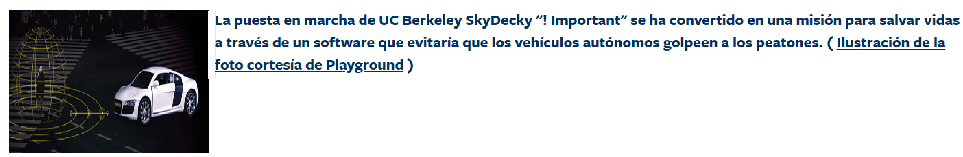 La puesta en marcha de UC Berkeley SkyDecky “! Important” se ha convertido en una misión para salvar vidas
a través de un software que evitaría que los vehículos autónomos golpeen a los peatones. ( Ilustración de la
foto cortesía de Playground )